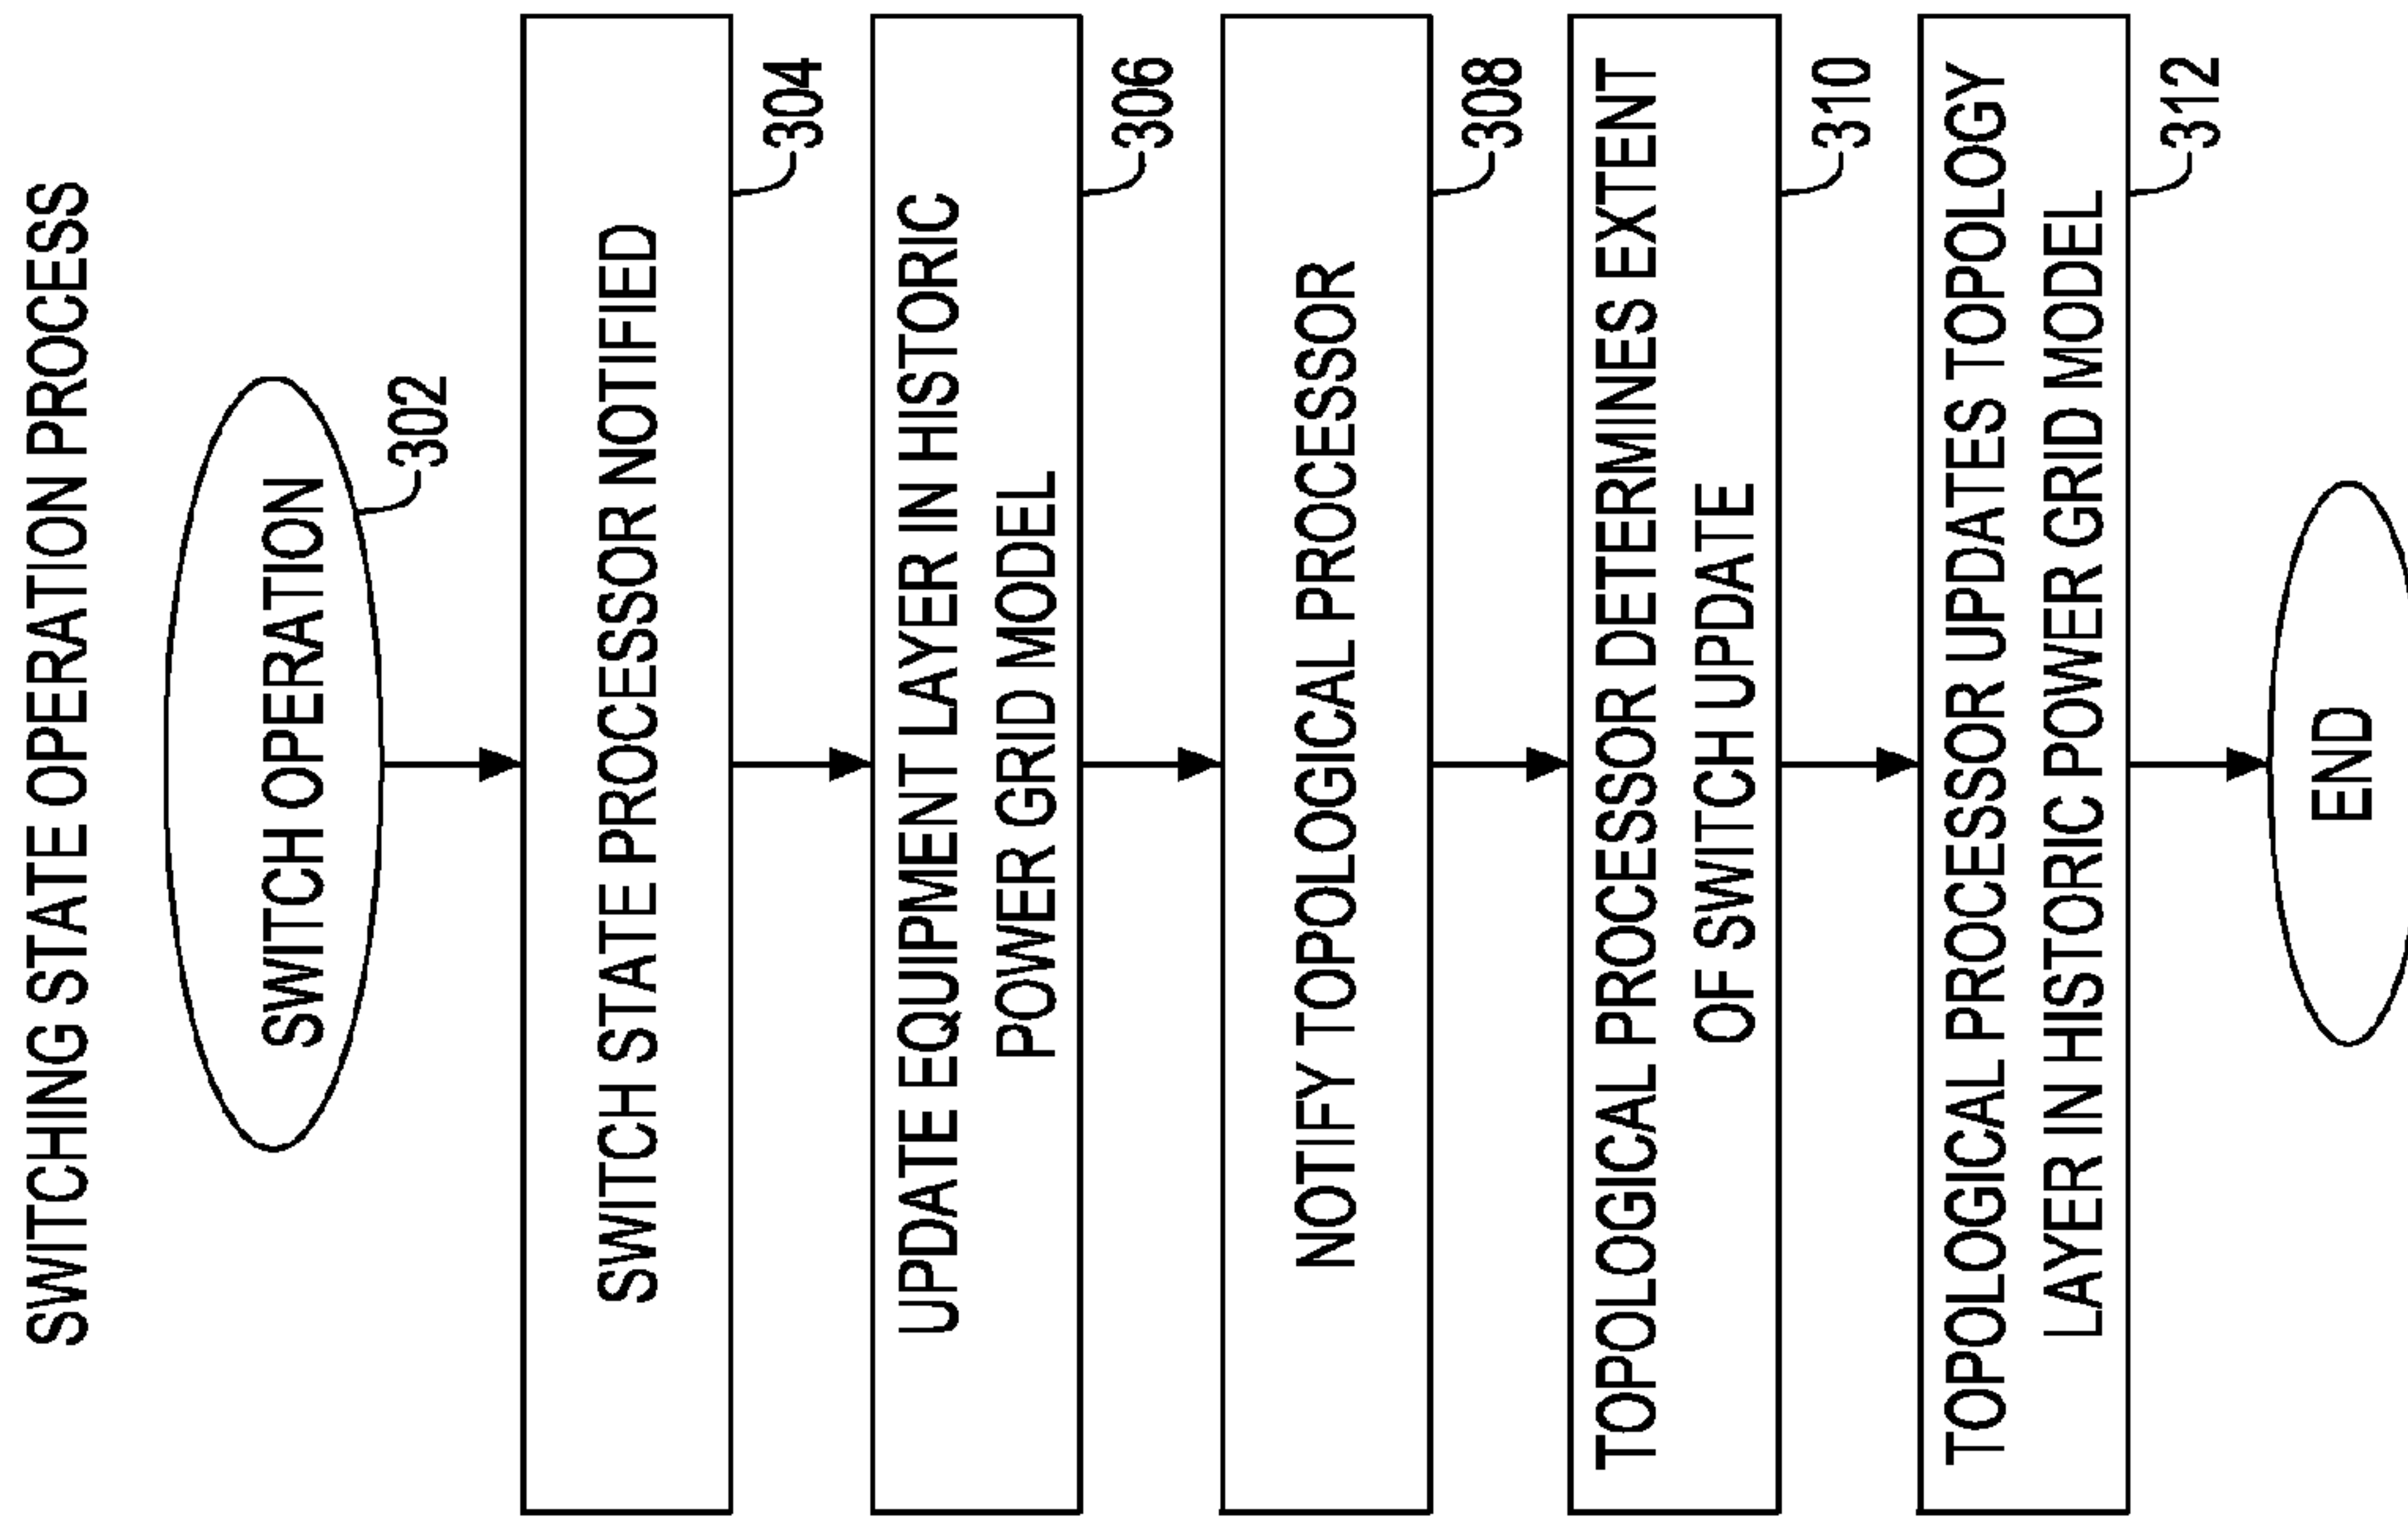 SWITCHING STATE OPERATION PROCESS
SWITCH OPERATION
302
SWITCH STATE PROCESSOR NOTIFIED
304
UPDATE EQUIPMENT LAYER IN HISTORIC
POWER GRID MODEL
306
NOTIFY TOPOLOGICAL PROCESSOR
308
TOPOLOGICAL PROCESSOR DETERMINES EXTENT
OF SWITCH UPDATE
310
TOPOLOGICAL PROCESSOR UPDATES TOPOLOGY
LAYER IN HISTORIC POWER GRID MODEL
312
END